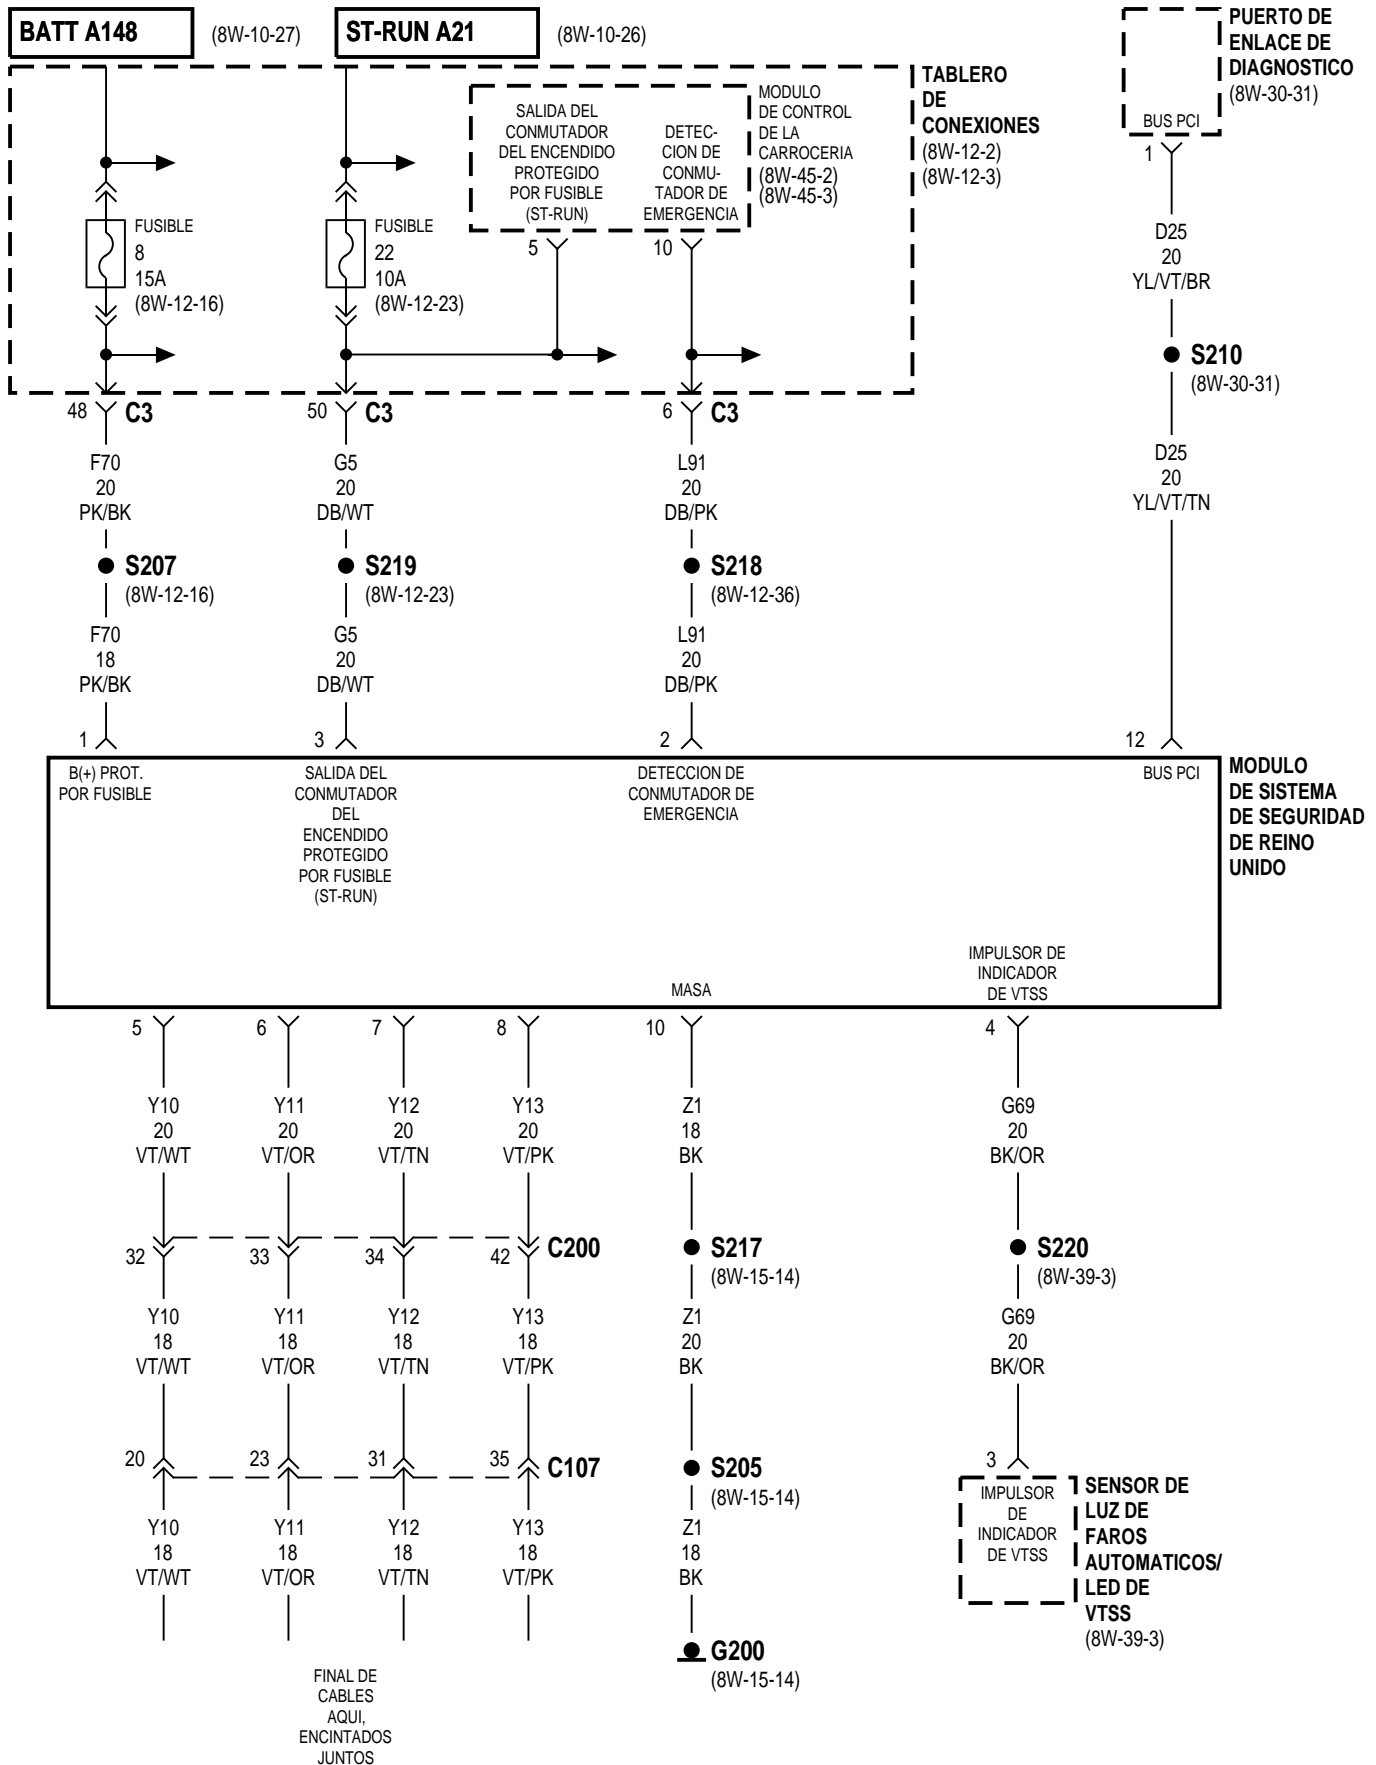 BATT A148
(8W-10-27)
ST-RUN A21
(8W-10-26)
PUERTO DE
ENLACE DE
DIAGNOSTICO
(8W-30-31)
BUS PCI
1
TABLERO
DE
CONEXIONES
(8W-12-2)
(8W-12-3)
MODULO
DE CONTROL
DE LA
CARROCERIA
(8W-45-2)
(8W-45-3)
SALIDA DEL
CONMUTADOR
DEL ENCENDIDO
PROTEGIDO
POR FUSIBLE
(ST-RUN)
DETEC-
CION DE
CONMU-
TADOR DE
EMERGENCIA
5
10
FUSIBLE
8
15A
(8W-12-16)
FUSIBLE
22
10A
(8W-12-23)
D25
20
YL/VT/BR
S210
(8W-30-31)
D25
20
YL/VT/TN
48
C3
50
C3
6
C3
F70
20
PK/BK
G5
20
DB/WT
L91
20
DB/PK
S207
(8W-12-16)
S219
(8W-12-23)
S218
(8W-12-36)
F70
18
PK/BK
G5
20
DB/WT
L91
20
DB/PK
1
3
2
12
B(+) PROT.
POR FUSIBLE
SALIDA DEL
CONMUTADOR
DEL
ENCENDIDO
PROTEGIDO
POR FUSIBLE
(ST-RUN)
DETECCION DE
CONMUTADOR DE
EMERGENCIA
BUS PCI
MODULO
DE SISTEMA
DE SEGURIDAD
DE REINO
UNIDO
MASA
IMPULSOR DE
INDICADOR
DE VTSS
5
6
7
8
10
4
Y10
20
VT/WT
Y11
20
VT/OR
Y12
20
VT/TN
Y13
20
VT/PK
Z1
18
BK
G69
20
BK/OR
32
33
34
42
C200
S217
(8W-15-14)
S220
(8W-39-3)
Y10
18
VT/WT
Y11
18
VT/OR
Y12
18
VT/TN
Y13
18
VT/PK
Z1
20
BK
G69
20
BK/OR
20
23
31
35
C107
S205
(8W-15-14)
3
IMPULSOR
DE
INDICADOR
DE VTSS
SENSOR DE
LUZ DE
FAROS
AUTOMATICOS/
LED DE
VTSS
(8W-39-3)
Y10
18
VT/WT
Y11
18
VT/OR
Y12
18
VT/TN
Y13
18
VT/PK
Z1
18
BK
G200
(8W-15-14)
FINAL DE
CABLES
AQUI,
ENCINTADOS
JUNTOS